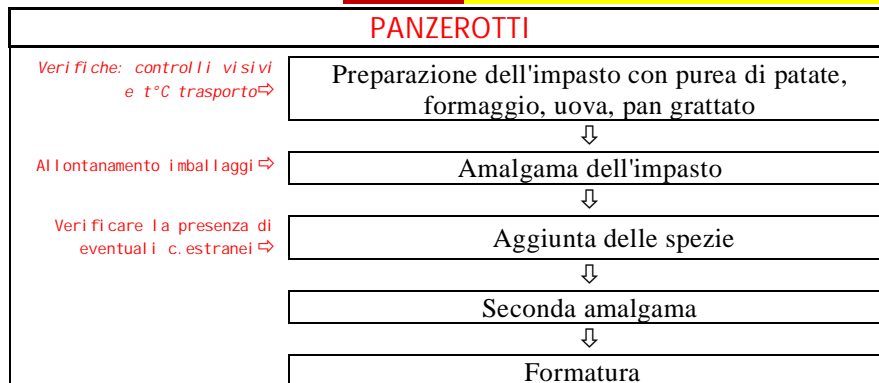 PANZEROTTI
Verifiche: controlli visivi
e t°C trasporto⇨
Preparazione dell'impasto con purea di patate,
formaggio, uova, pan grattato
⇩
Allontanamento imballaggi⇨
Amalgama dell'impasto
⇩
Verificare la presenza di
eventuali c.estranei⇨
Aggiunta delle spezie
⇩
Seconda amalgama
⇩
Formatura